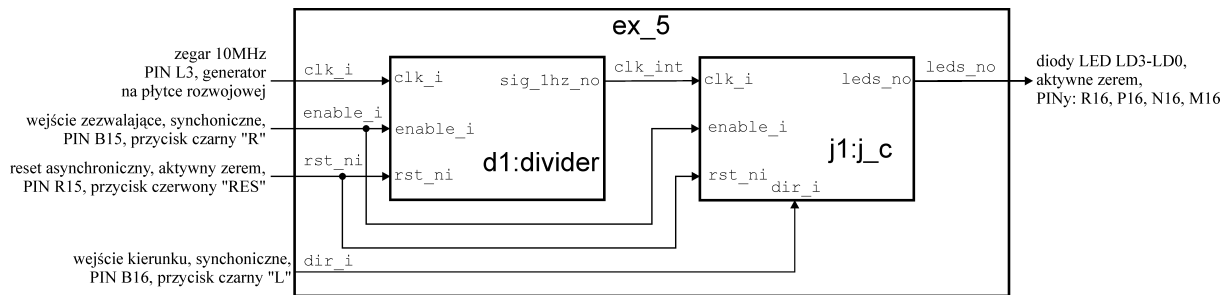 ex_5
zegar 10MHz
PIN L3, generator
na płytce rozwojowej
clk_i
clk_i
sig_1hz_no
clk_int
clk_i
leds_no
leds_no
diody LED LD3-LD0,
aktywne zerem,
PINy: R16, P16, N16, M16
wejście zezwalające, synchoniczne,
PIN B15, przycisk czarny "R"
enable_i
enable_i
enable_i
d1:divider
j1:j_c
reset asynchroniczny, aktywny zerem,
PIN R15, przycisk czerwony "RES"
rst_ni
rst_ni
rst_ni
dir_i
wejście kierunku, synchoniczne,
PIN B16, przycisk czarny "L"
dir_i